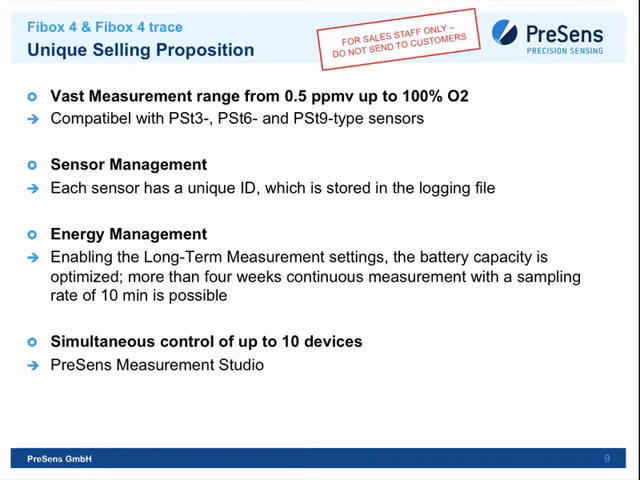 Fibox 4 & Fibox 4 trace
Unique Selling Proposition
FOR SALES STAFF ONLY –
DO NOT SEND TO CUSTOMERS
PreSens
PRECISION SENSING
Vast Measurement range from 0.5 ppmv up to 100% O2
Compatibel with PSt3-, PSt6- and PSt9-type sensors
Sensor Management
Each sensor has a unique ID, which is stored in the logging file
Energy Management
Enabling the Long-Term Measurement settings, the battery capacity is
optimized; more than four weeks continuous measurement with a sampling
rate of 10 min is possible
Simultaneous control of up to 10 devices
PreSens Measurement Studio
PreSens GmbH
9